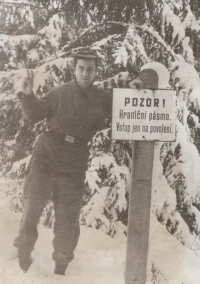 POZOR!
Hraniční pásmo.
Vstup jen na povolení.